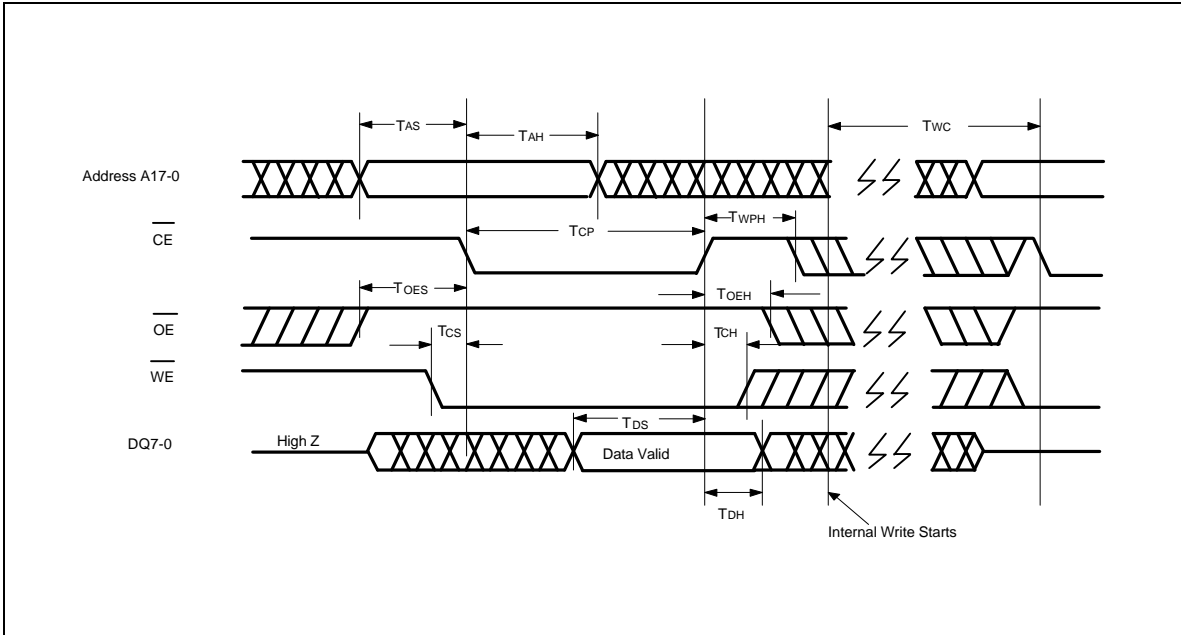 TAS
TAH
TWC
Address A17-0
TWPH
TCP
CE
TOES
TOEH
OE
TCS
TCH
WE
TDS
DQ7-0
High Z
Data Valid
TDH
Internal Write Starts